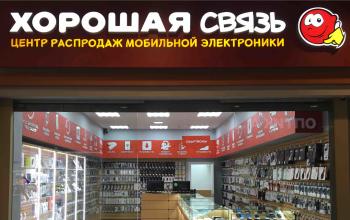 ХОРОШАЯ СВЯЗЬ
ЦЕНТР РАСПРОДАЖ МОБИЛЬНОЙ ЭЛЕКТРОНИКИ